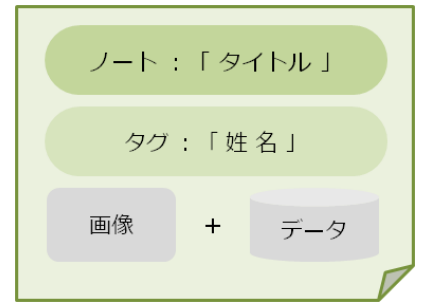 ノート：「 タイトル 」
タグ：「 姓 名 」
画像 + データ